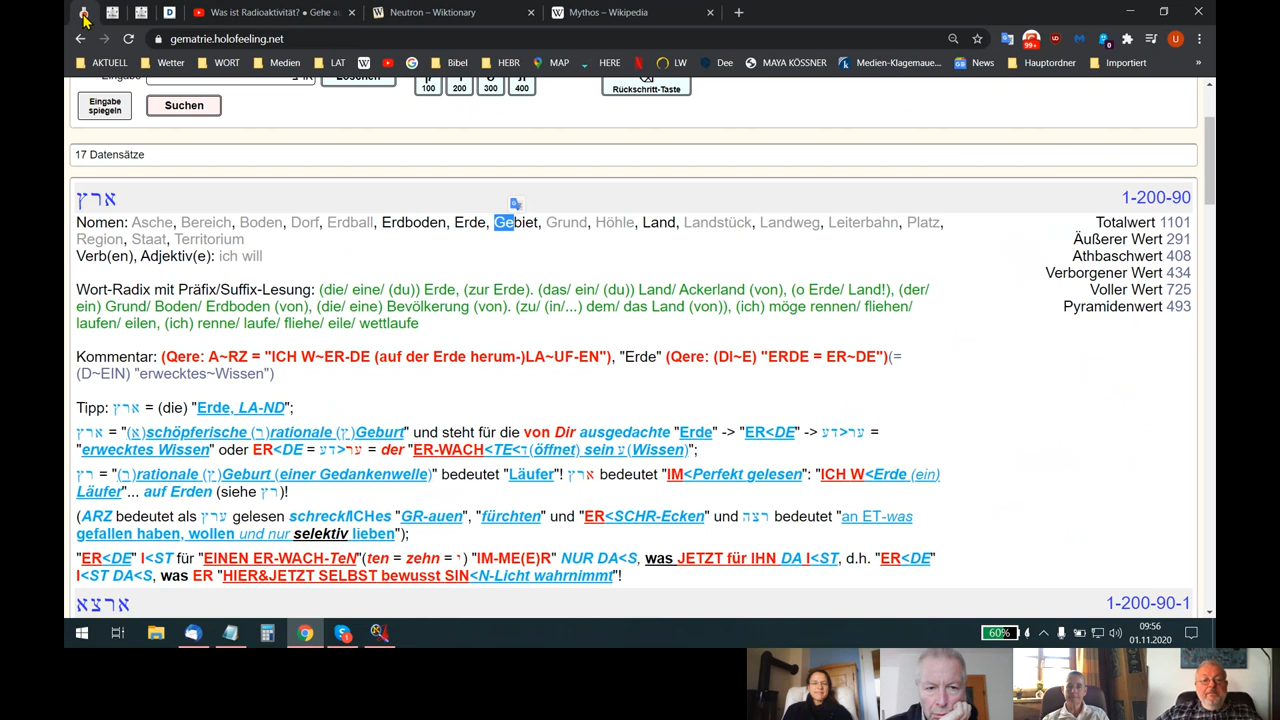 Was ist Radioaktivität? • Gehe au
Neutron – Wiktionary
Mythos – Wikipedia
gematrie.holofeeling.net
99+
U
0
AKTUELL
Wetter
WORT
Medien
LAT
Bibel
HEBR
MAP
HERE
LW
Dee
MAYA KÖSSNER
Medien-Klagemaue...
News
Hauptordner
Importiert
»
Löschen
100
200
300
400
Rückschritt-Taste
Eingabe
spiegeln
Suchen
17 Datensätze
ארץ
1-200-90
Nomen: Asche, Bereich, Boden, Dorf, Erdball, Erdboden, Erde, Gebiet, Grund, Höhle, Land, Landstück, Landweg, Leiterbahn, Platz,
Region, Staat, Territorium
Verb(en), Adjektiv(e): ich will
Totalwert 1101
Äußerer Wert 291
Athbaschwert 408
Verborgener Wert 434
Voller Wert 725
Pyramidenwert 493
Wort-Radix mit Präfix/Suffix-Lesung: (die/ eine/ (du)) Erde, (zur Erde). (das/ ein/ (du)) Land/ Ackerland (von), (o Erde/ Land!), (der/
ein) Grund/ Boden/ Erdboden (von), (die/ eine) Bevölkerung (von). (zu/ (in/...) dem/ das Land (von)), (ich) möge rennen/ fliehen/
laufen/ eilen, (ich) renne/ laufe/ fliehe/ eile/ wettlaufe
Kommentar: (Qere: A~RZ = "ICH W~ER-DE (auf der Erde herum-)LA~UF-EN"), "Erde" (Qere: (DI~E) "ERDE = ER~DE")(=
(D~EIN) "erwecktes~Wissen")
Tipp: ארץ = (die) "Erde, LA-ND";
ארץ = "(א)schöpferische (ר)rationale (ץ)Geburt" und steht für die von Dir ausgedachte "Erde" -> "ER<DE" -> ער<דע =
"erwecktes Wissen" oder ER<DE = ער<דע = der "ER-WACH<TE<ד(öffnet) sein ע(Wissen)";
רץ = "(ר)rationale (ץ)Geburt (einer Gedankenwelle)" bedeutet "Läufer"! ארץ bedeutet "IM<Perfekt gelesen": "ICH W<Erde (ein)
Läufer"... auf Erden (siehe רץ)!
(ARZ bedeutet als ערץ gelesen schreckl<ICHes "GR-auen", "fürchten" und "ER<SCHR-Ecken" und רצה bedeutet "an ET-was
gefallen haben, wollen und nur selektiv lieben");
"ER<DE" I<ST für "EINEN ER-WACH-TeN"(ten = zehn = י) "IM-ME(E)R" NUR DA<S, was JETZT für IHN DA I<ST, d.h. "ER<DE"
I<ST DA<S, was ER "HIER&JETZT SELBST bewusst SIN<N-Licht wahrnimmt"!
ארצא
1-200-90-1
60%
09:56
01.11.2020